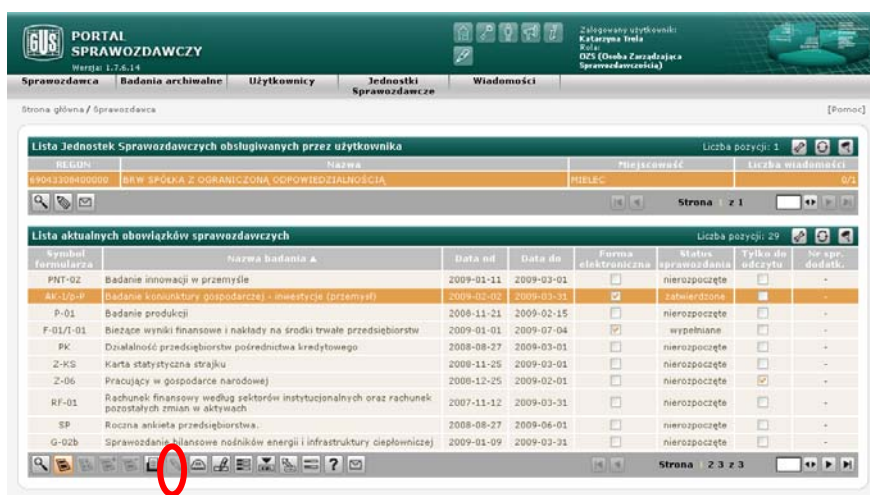 GUS PORTAL
SPRAWOZDAWCZY
Wersja: 1.7.6.14
Zalogowany użytkownik:
Katarzyna Trela
Rola:
OZS (Osoba Zarządzająca
Sprawozdawczością)
Sprawozdawca Badania archiwalne Użytkownicy Jednostki Sprawozdawcze Wiadomości
Strona główna / Sprawozdawca [Pomoc]
Lista Jednostek Sprawozdawczych obsługiwanych przez użytkownika Liczba pozycji: 1
REGON Nazwa Miejscowość Liczba wiadomości
69043308400000 BRW SPÓŁKA Z OGRANICZONĄ ODPOWIEDZIALNOŚCIĄ MIELEC 0/1
Strona 1 z 1
Lista aktualnych obowiązków sprawozdawczych Liczba pozycji: 29
Symbol formularza Nazwa badania ▲ Data od Data do Forma elektroniczna Status sprawozdania Tylko do odczytu Nr spr. dodatk.
PNT-02 Badanie innowacji w przemyśle 2009-01-11 2009-03-01 nierozpoczęte -
AK-I/p-P Badanie koniunktury gospodarczej - inwestycje (przemysł) 2009-02-02 2009-03-31 zatwierdzone -
P-01 Badanie produkcji 2008-11-21 2009-02-15 nierozpoczęte -
F-01/I-01 Bieżące wyniki finansowe i nakłady na środki trwałe przedsiębiorstw 2009-01-01 2009-07-04 wypełniane -
PK Działalność przedsiębiorstw pośrednictwa kredytowego 2008-08-27 2009-03-01 nierozpoczęte -
Z-KS Karta statystyczna strajku 2008-11-25 2009-03-01 nierozpoczęte -
Z-06 Pracujący w gospodarce narodowej 2008-12-25 2009-02-01 nierozpoczęte -
RF-01 Rachunek finansowy według sektorów instytucjonalnych oraz rachunek pozostałych zmian w aktywach 2007-11-12 2009-03-31 nierozpoczęte -
SP Roczna ankieta przedsiębiorstwa. 2008-08-27 2009-06-01 nierozpoczęte -
G-02b Sprawozdanie bilansowe nośników energii i infrastruktury ciepłowniczej 2009-01-09 2009-03-31 nierozpoczęte -
Strona 1 2 3 z 3